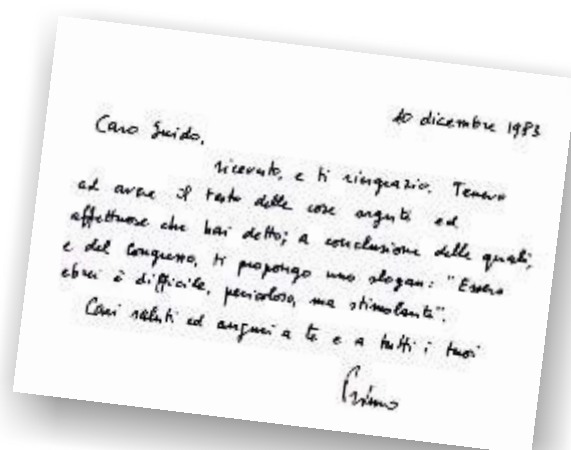 10 dicembre 1983
Caro Guido,
ricevuto, e ti ringrazio. Tenevo
ad avere il testo delle cose argute ed
affettuose che hai detto; a conclusione delle quali,
e del Congresso, ti propongo uno slogan: "Essere
ebrei è difficile, pericoloso, ma stimolante".
Cari saluti ed auguri a te e a tutti i tuoi
Primo